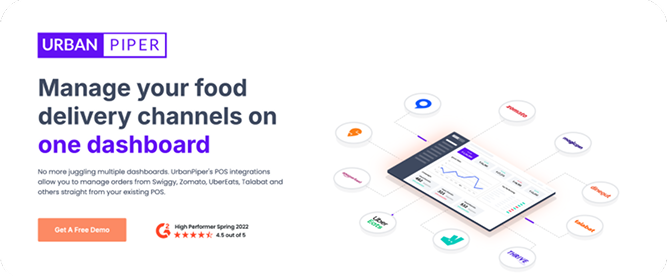 URBAN PIPER
Manage your food
delivery channels on
one dashboard
No more juggling multiple dashboards. UrbanPiper's POS integrations
allow you to manage orders from Swiggy, Zomato, UberEats, Talabat and
others straight from your existing POS.
Get A Free Demo
High Performer Spring 2022
4.5 out of 5
zomato
magicpin
talabat
Uber
Eats
THRIVE